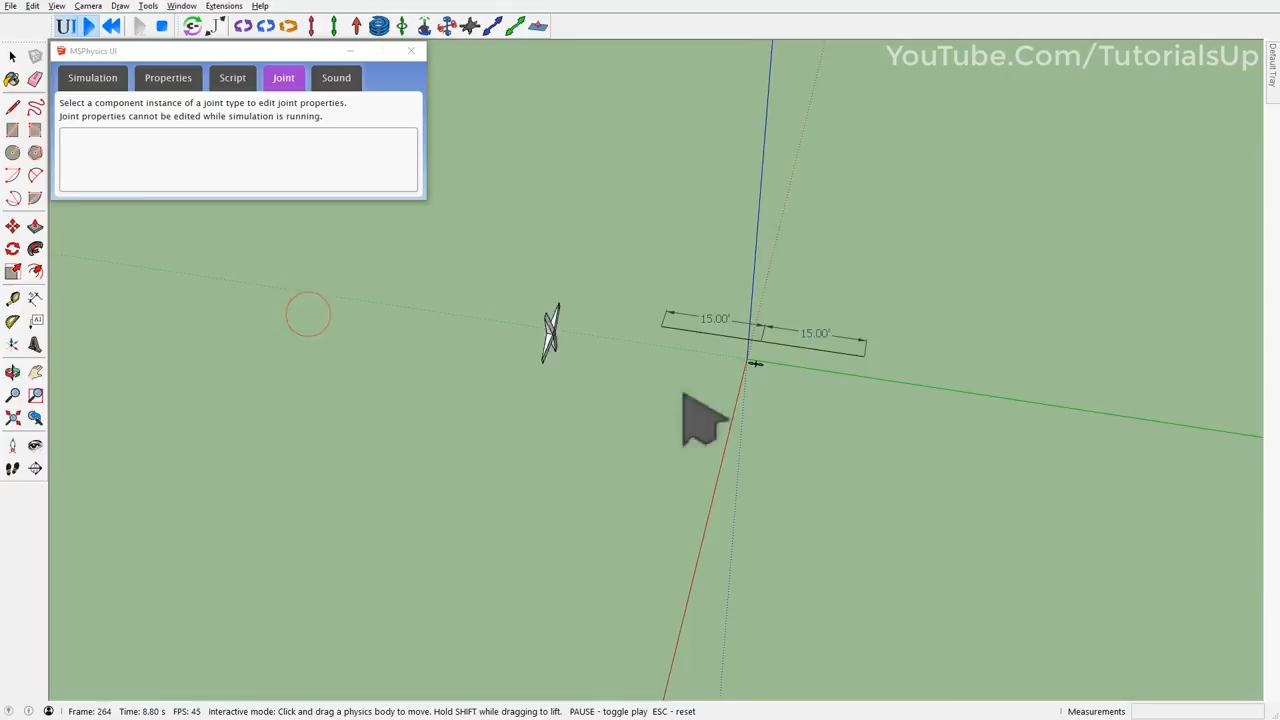 File Edit View Camera Draw Tools Window Extensions Help
UI
MSPhysics UI
YouTube.Com/TutorialsUp
Default Tray
Simulation Properties Script Joint Sound
Select a component instance of a joint type to edit joint properties.
Joint properties cannot be edited while simulation is running.
15.00' 15.00'
Frame: 264 Time: 8.80 s FPS: 45 Interactive mode: Click and drag a physics body to move. Hold SHIFT while dragging to lift. PAUSE - toggle play ESC - reset Measurements